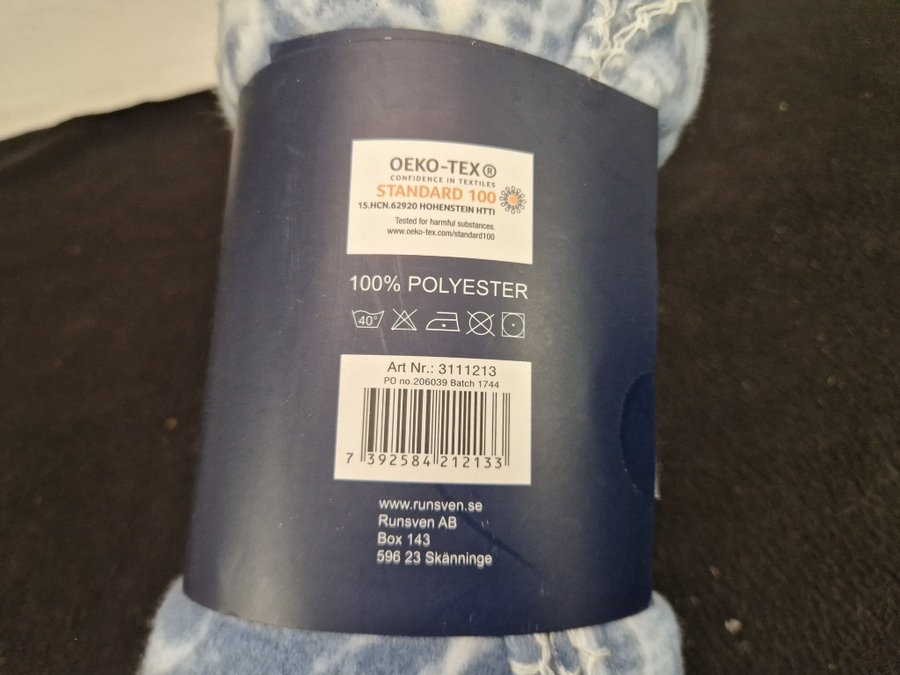 OEKO-TEX®
CONFIDENCE IN TEXTILES
STANDARD 100
15.HCN.62920 HOHENSTEIN HTTI
Tested for harmful substances.
www.oeko-tex.com/standard100
100% POLYESTER
40°
Art Nr.: 3111213
PO no.206039 Batch 1744
7 392584 212133
www.runsven.se
Runsven AB
Box 143
596 23 Skänninge